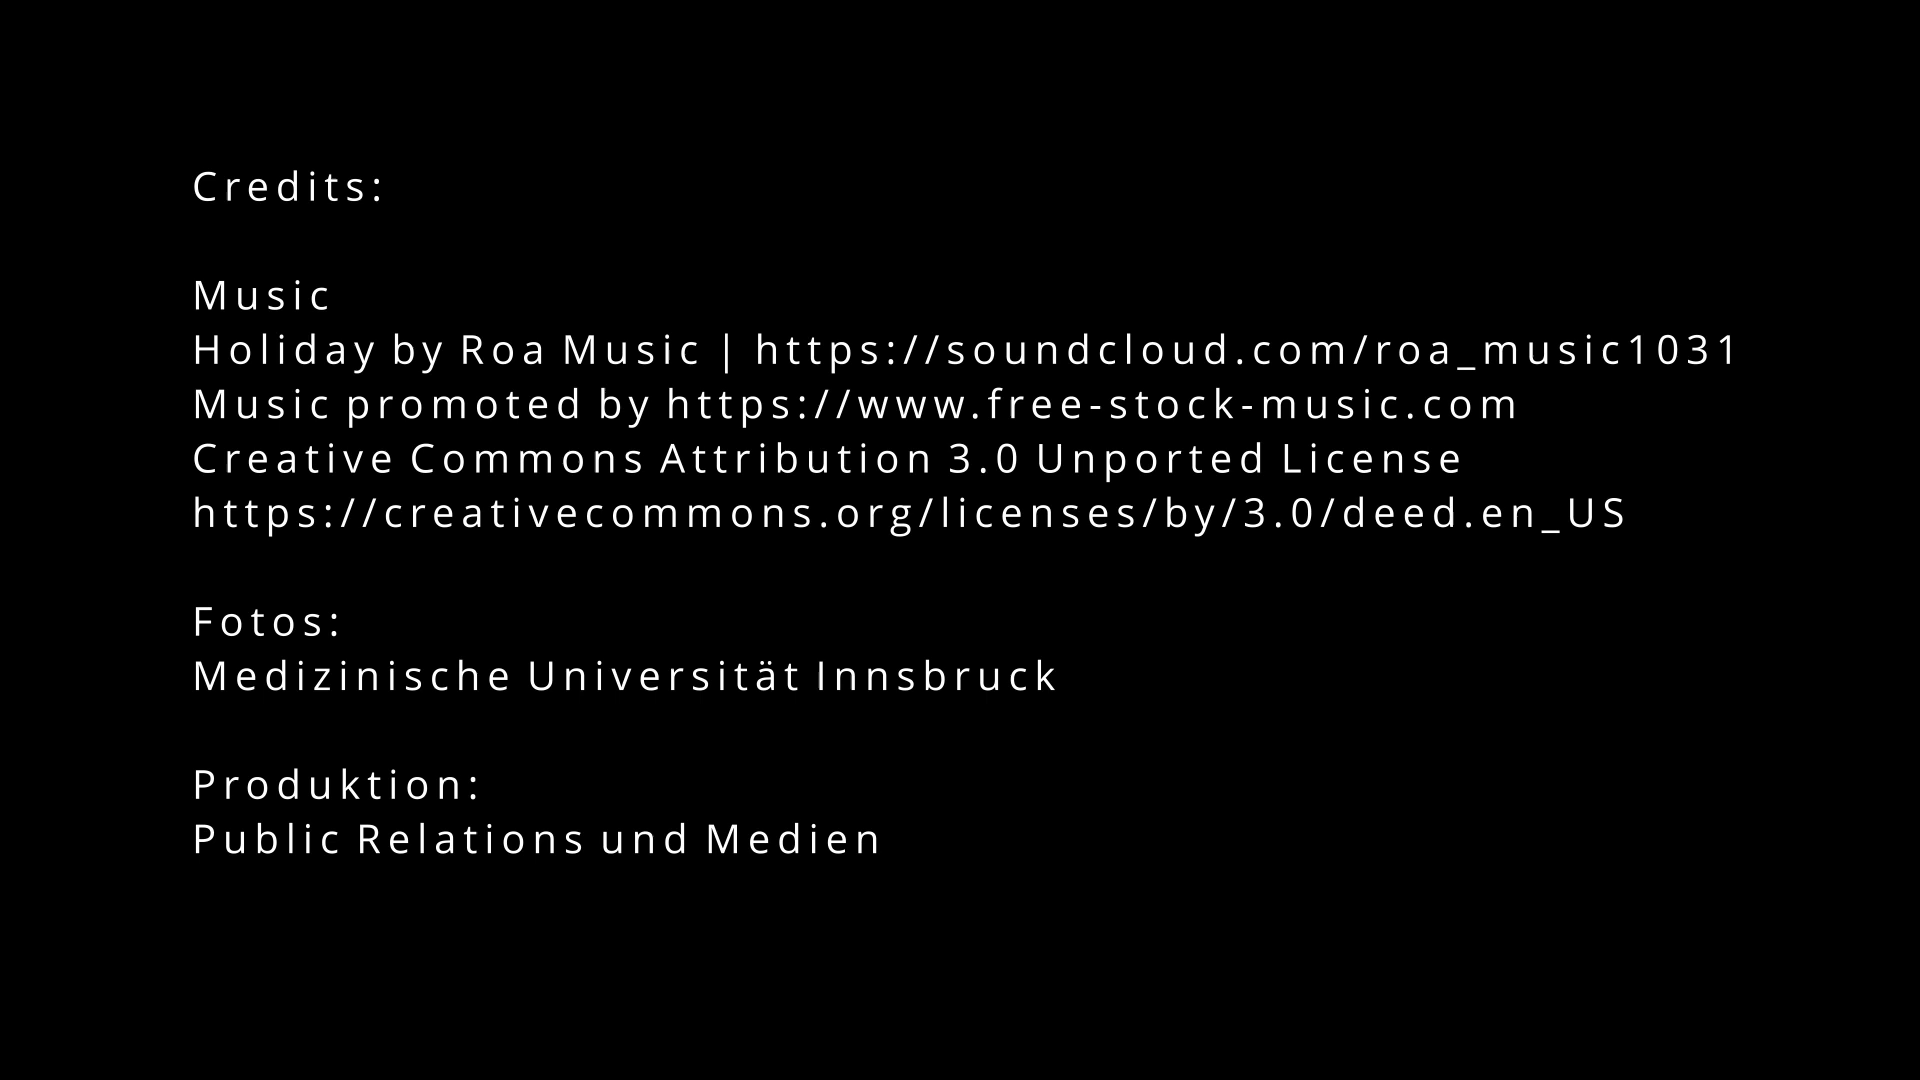 Credits:
Music
Holiday by Roa Music | https://soundcloud.com/roa_music1031
Music promoted by https://www.free-stock-music.com
Creative Commons Attribution 3.0 Unported License
https://creativecommons.org/licenses/by/3.0/deed.en_US
Fotos:
Medizinische Universität Innsbruck
Produktion:
Public Relations und Medien